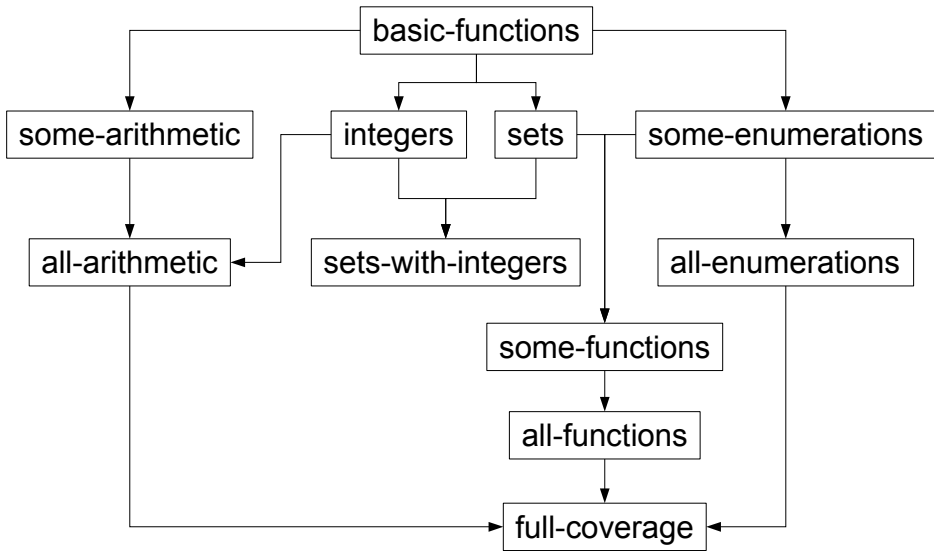 basic-functions
some-arithmetic
integers
sets
some-enumerations
all-arithmetic
sets-with-integers
all-enumerations
some-functions
all-functions
full-coverage